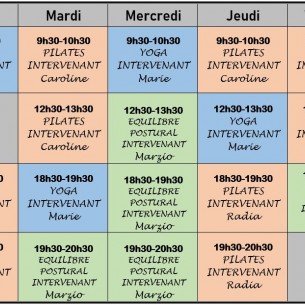 Mardi Mercredi Jeudi
9h30-10h30 9h30-10h30 9h30-10h30
PILATES YOGA PILATES
INTERVENANT INTERVENANT INTERVENANT
Caroline Marie Caroline
12h30-13h30 12h30-13h30 12h30-13h30
PILATES EQUILIBRE YOGA
INTERVENANT POSTURAL INTERVENANT
Caroline INTERVENANT Marie
Marzio
18h30-19h30 18h30-19h30 18h30-19h30
YOGA EQUILIBRE PILATES
INTERVENANT POSTURAL INTERVENANT
Marie INTERVENANT Radia
Marzio
19h30-20h30 19h30-20h30 19h30-20h30
EQUILIBRE EQUILIBRE PILATES
POSTURAL POSTURAL INTERVENANT
INTERVENANT INTERVENANT Radia
Marzio Marzio